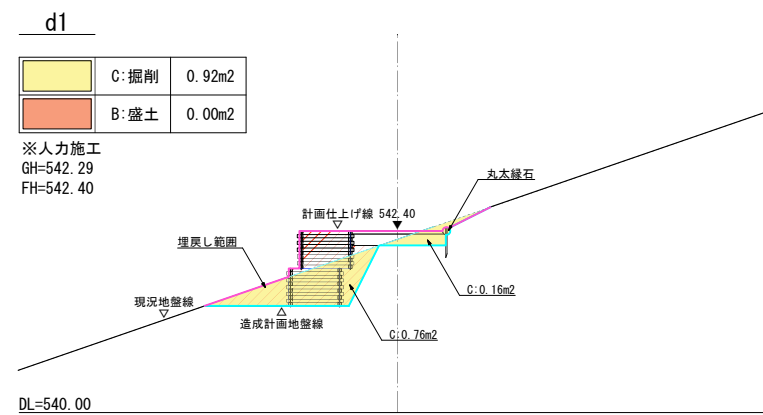 d1
C:掘削 0.92m2
B:盛土 0.00m2
※人力施工
GH=542.29
FH=542.40
丸太縁石
計画仕上げ線 542.40
埋戻し範囲
C:0.16m2
現況地盤線
造成計画地盤線
C:0.76m2
DL=540.00